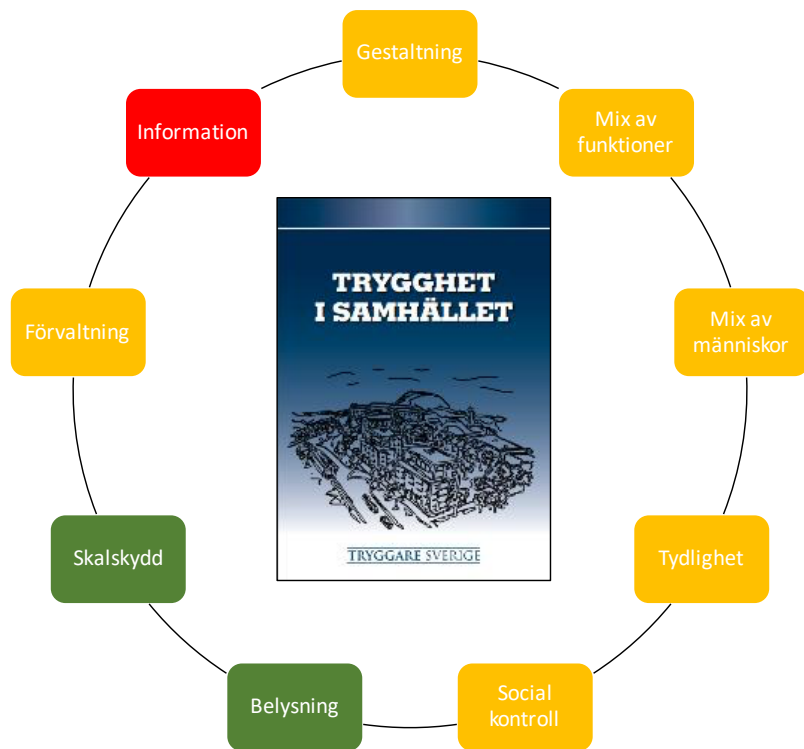 Gestaltning
Mix av
funktioner
Mix av
människor
Tydlighet
Social
kontroll
Belysning
Skalskydd
Förvaltning
Information
TRYGGHET
I SAMHÄLLET
TRYGGARE SVERIGE